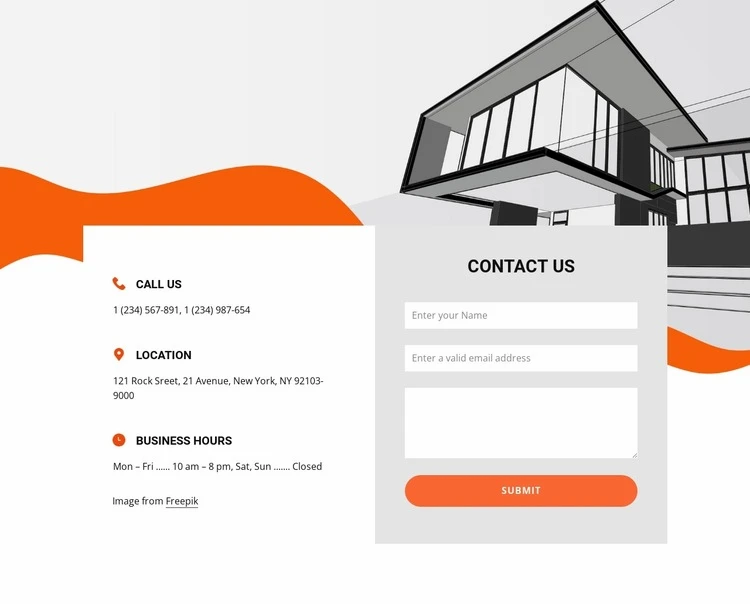 CALL US
1 (234) 567-891, 1 (234) 987-654
LOCATION
121 Rock Sreet, 21 Avenue, New York, NY 92103-
9000
BUSINESS HOURS
Mon – Fri ...... 10 am – 8 pm, Sat, Sun ....... Closed
Image from Freepik
CONTACT US
Enter your Name
Enter a valid email address
SUBMIT